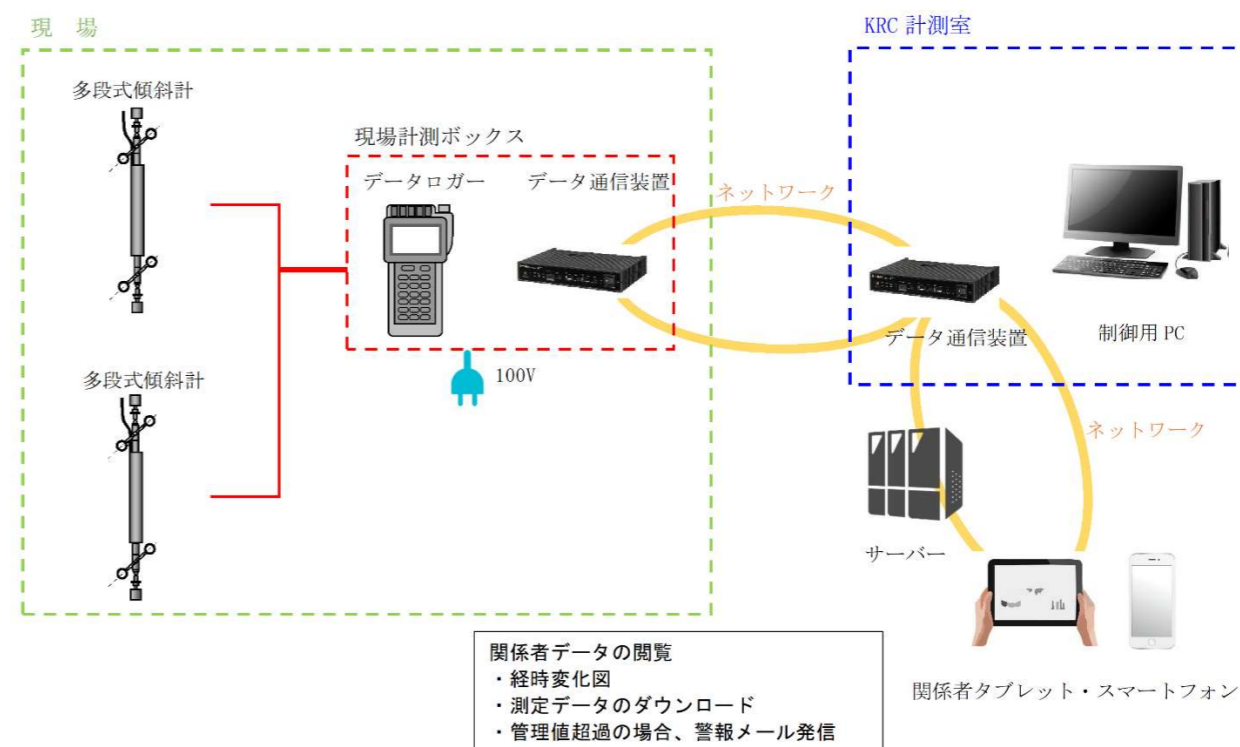 現　場
KRC 計測室
多段式傾斜計
現場計測ボックス
データロガー
データ通信装置
ネットワーク
100V
データ通信装置
制御用 PC
多段式傾斜計
ネットワーク
サーバー
関係者タブレット・スマートフォン
関係者データの閲覧
・経時変化図
・測定データのダウンロード
・管理値超過の場合、警報メール発信